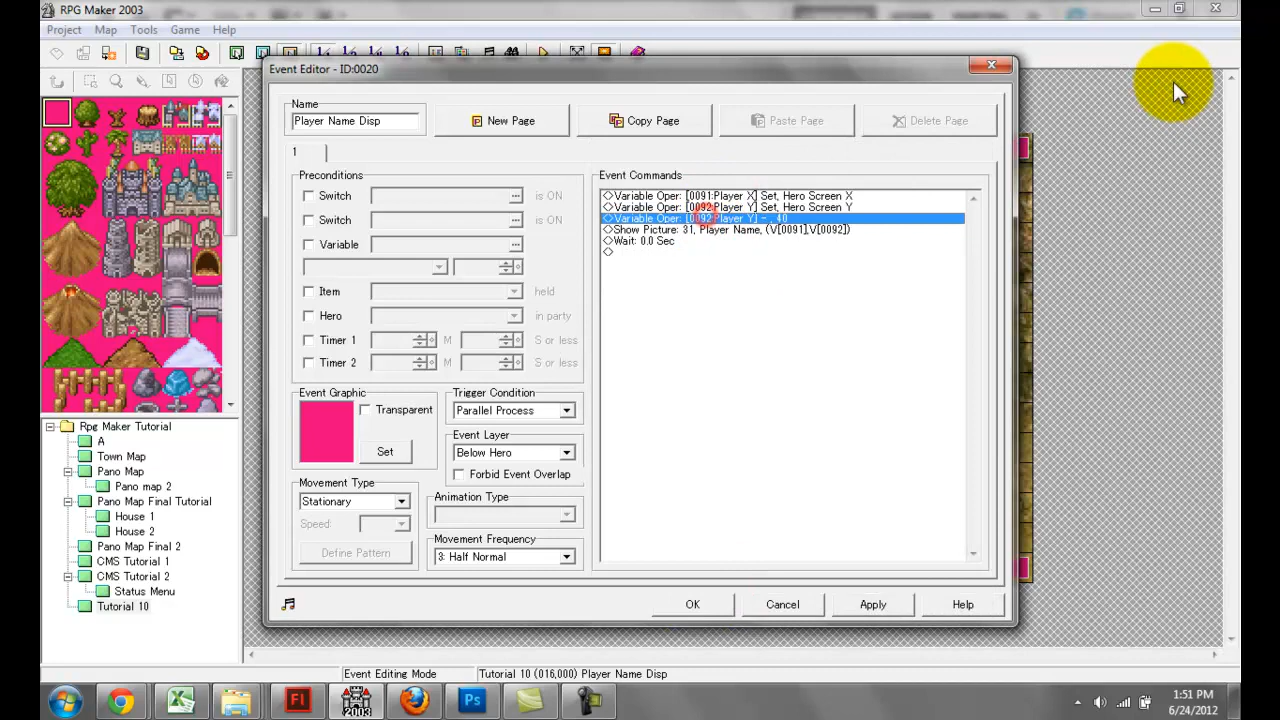 RPG Maker 2003
Project Map Tools Game Help
Event Editor - ID:0020
Name
Player Name Disp
New Page
Copy Page
Paste Page
Delete Page
1
Preconditions
Switch ... is ON
Switch ... is ON
Variable ...
Item held
Hero in party
Timer 1 M S or less
Timer 2 M S or less
Event Graphic
Transparent
Set
Trigger Condition
Parallel Process
Event Layer
Below Hero
Forbid Event Overlap
Movement Type
Stationary
Speed:
Define Pattern
Animation Type
Movement Frequency
3: Half Normal
Event Commands
◇Variable Oper: [0091:Player X] Set, Hero Screen X
◇Variable Oper: [0092:Player Y] Set, Hero Screen Y
◇Variable Oper: [0092:Player Y] - , 40
◇Show Picture: 31, Player Name, (V[0091],V[0092])
◇Wait: 0.0 Sec
◇
OK
Cancel
Apply
Help
Rpg Maker Tutorial
A
Town Map
Pano Map
Pano map 2
Pano Map Final Tutorial
House 1
House 2
Pano Map Final 2
CMS Tutorial 1
CMS Tutorial 2
Status Menu
Tutorial 10
Event Editing Mode
Tutorial 10 (016,000) Player Name Disp
Fl
2003
Ps
1:51 PM
6/24/2012